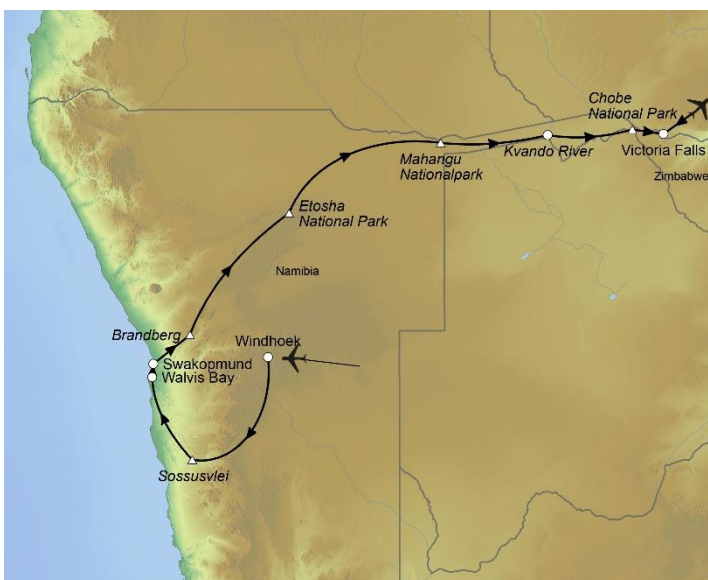 Chobe
National Park
Mahangu
Nationalpark
Kvando River
Victoria Falls
Zimbabwe
Etosha
National Park
Namibia
Brandberg
Windhoek
Swakopmund
Walvis Bay
Sossusvlei